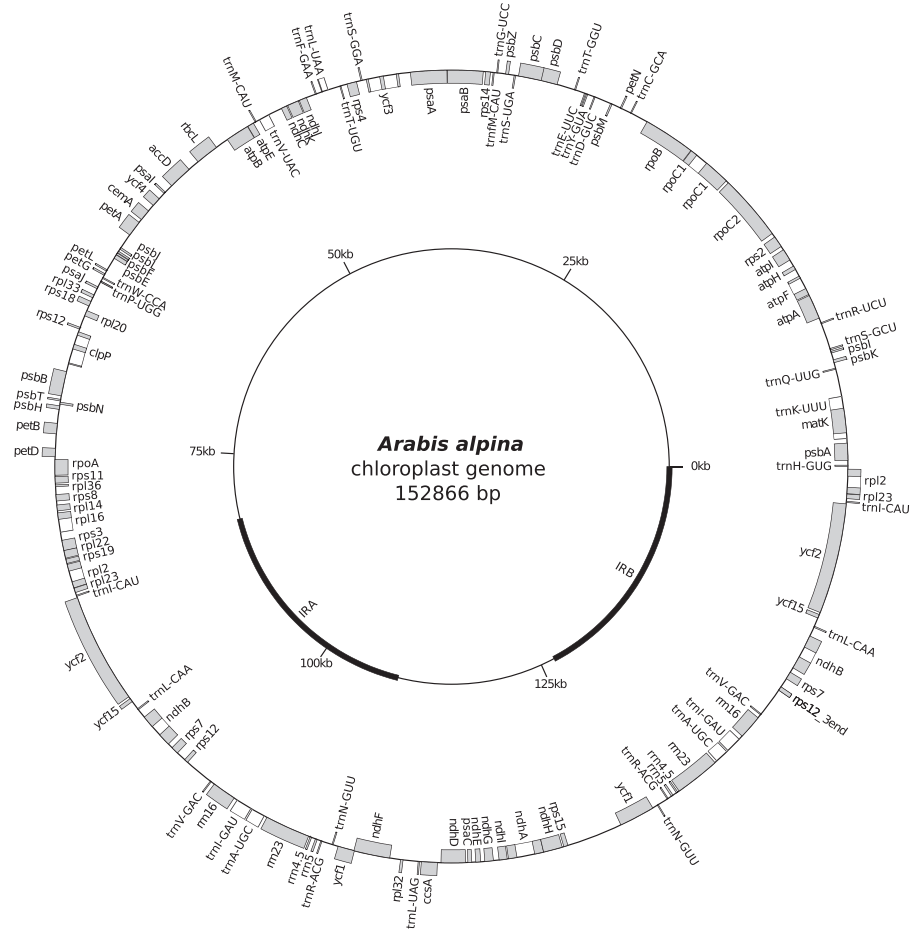 Arabis alpina
chloroplast genome
152866 bp
0kb
25kb
50kb
75kb
100kb
125kb
IRA
IRB
trnH-GUG
psbA
matK
trnK-UUU
trnQ-UUG
psbK
psbI
trnS-GCU
trnR-UCU
atpA
atpF
atpH
atpI
rps2
rpoC2
rpoC1
rpoC1
rpoB
trnC-GCA
petN
psbM
trnD-GUC
trnY-GUA
trnE-UUC
trnT-GGU
psbD
psbC
trnS-UGA
psbZ
trnG-UCC
trnfM-CAU
rps14
psaB
psaA
ycf3
trnS-GGA
rps4
trnT-UGU
trnL-UAA
trnF-GAA
ndhJ
ndhK
ndhC
trnV-UAC
trnM-CAU
atpE
atpB
rbcL
accD
psaI
ycf4
cemA
petA
psbJ
psbL
psbF
psbE
petL
petG
trnW-CCA
trnP-UGG
psaJ
rpl33
rps18
rpl20
rps12
clpP
psbB
psbT
psbN
psbH
petB
petD
rpoA
rps11
rpl36
rps8
rpl14
rpl16
rps3
rpl22
rps19
rpl2
rpl23
trnI-CAU
ycf2
ycf15
trnL-CAA
ndhB
rps7
rps12
trnV-GAC
rrn16
trnI-GAU
trnA-UGC
rrn23
rrn4.5
rrn5
trnR-ACG
trnN-GUU
ycf1
ndhF
rpl32
trnL-UAG
ccsA
ndhD
psaC
ndhE
ndhG
ndhI
ndhA
ndhH
rps15
ycf1
trnN-GUU
trnR-ACG
rrn5
rrn4.5
rrn23
trnA-UGC
trnI-GAU
rrn16
trnV-GAC
rps12_3end
rps7
ndhB
trnL-CAA
ycf15
ycf2
trnI-CAU
rpl23
rpl2